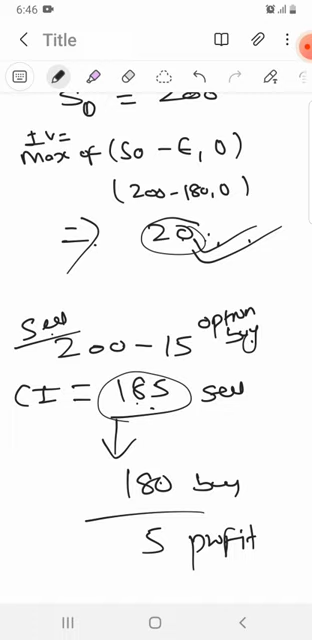 6:46
Title
S0 = 200
IV=
Max of (S0 - E, 0)
(200-180,0)
⇒ 20
Sell 200-15 option buy
CI = 185 sell
180 buy
5 profit